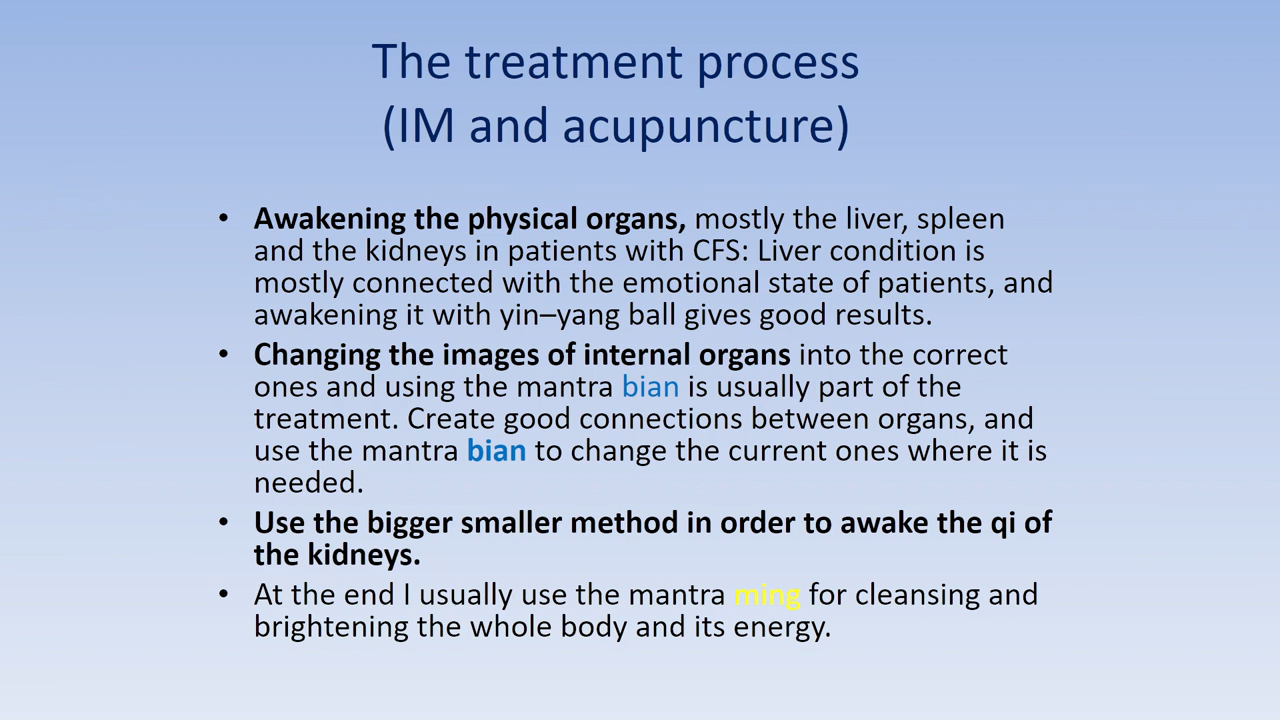 The treatment process
(IM and acupuncture)
• Awakening the physical organs, mostly the liver, spleen
and the kidneys in patients with CFS: Liver condition is
mostly connected with the emotional state of patients, and
awakening it with yin–yang ball gives good results.
• Changing the images of internal organs into the correct
ones and using the mantra bian is usually part of the
treatment. Create good connections between organs, and
use the mantra bian to change the current ones where it is
needed.
• Use the bigger smaller method in order to awake the qi of
the kidneys.
• At the end I usually use the mantra ming for cleansing and
brightening the whole body and its energy.